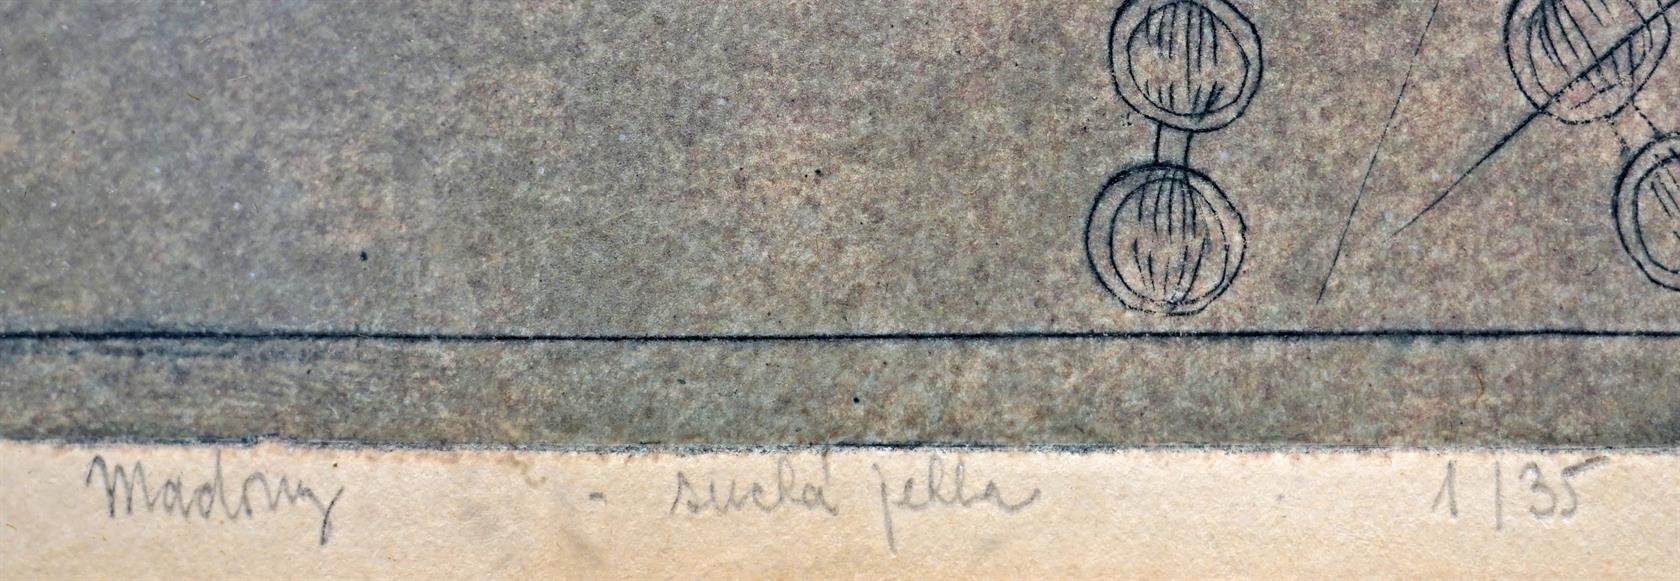 Madony - suchá jehla 1/35